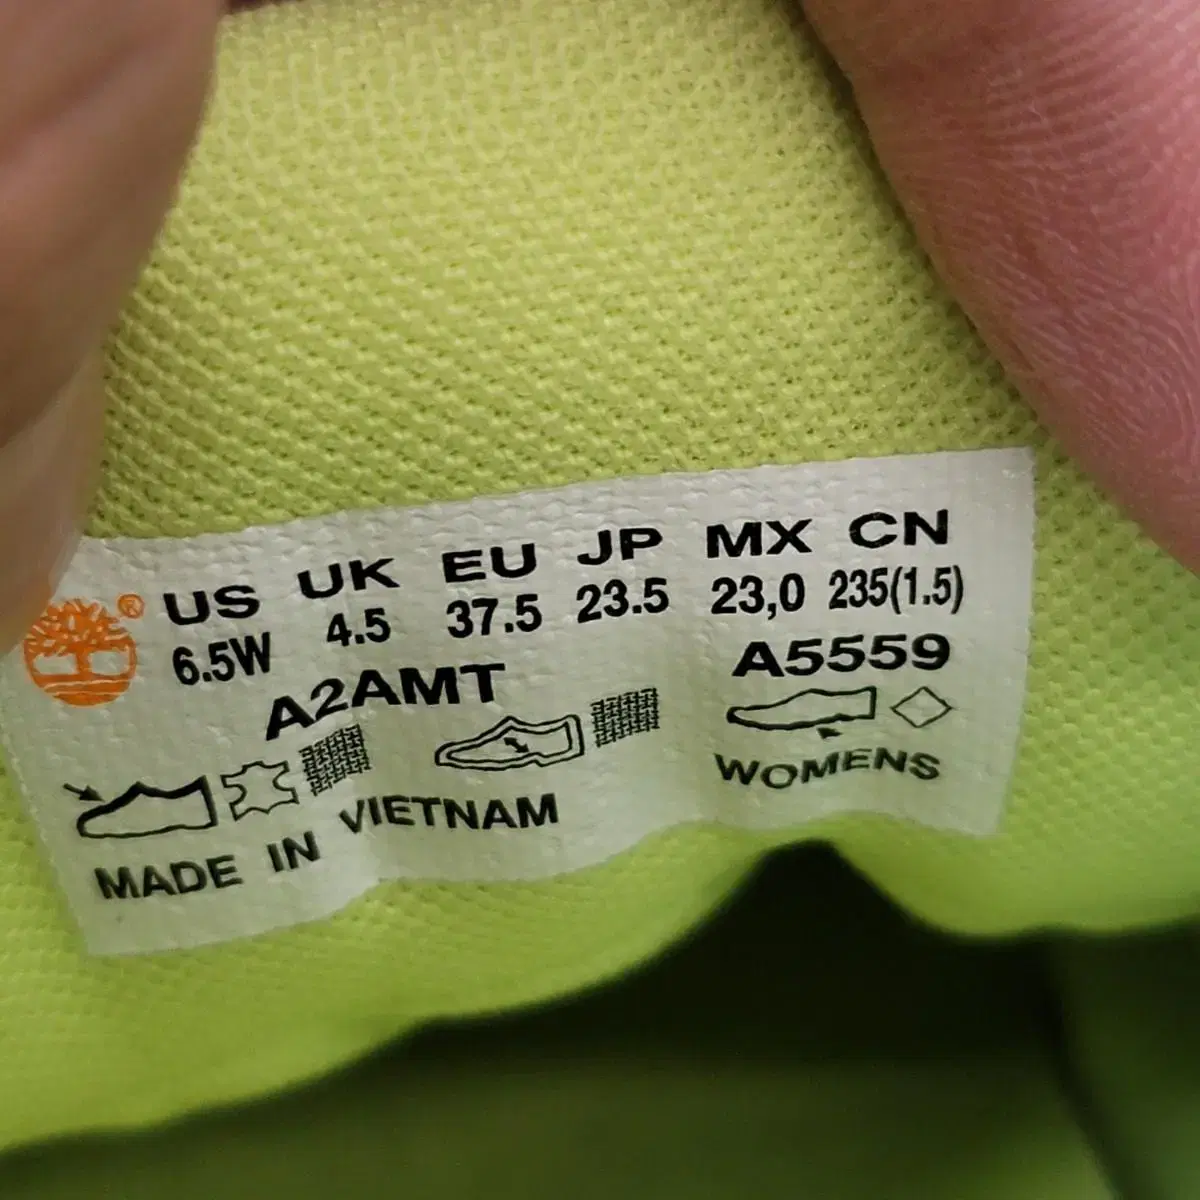 US UK EU JP MX CN
6.5W 4.5 37.5 23.5 23,0 235(1.5)
A2AMT A5559
WOMENS
MADE IN VIETNAM
®